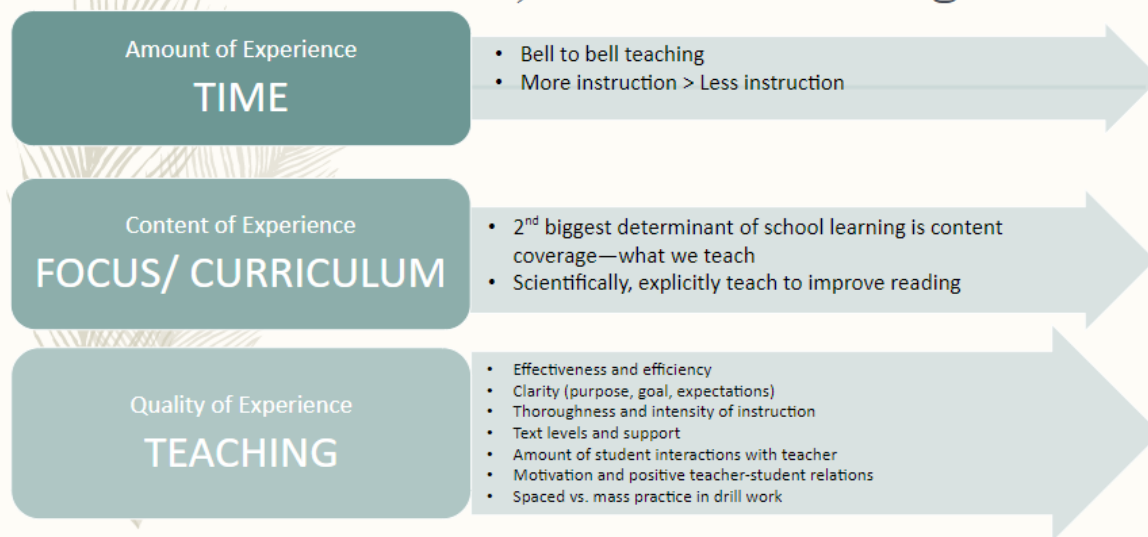 Amount of Experience
TIME
• Bell to bell teaching
• More instruction > Less instruction
Content of Experience
FOCUS/ CURRICULUM
• 2nd biggest determinant of school learning is content
coverage—what we teach
• Scientifically, explicitly teach to improve reading
Quality of Experience
TEACHING
• Effectiveness and efficiency
• Clarity (purpose, goal, expectations)
• Thoroughness and intensity of instruction
• Text levels and support
• Amount of student interactions with teacher
• Motivation and positive teacher-student relations
• Spaced vs. mass practice in drill work